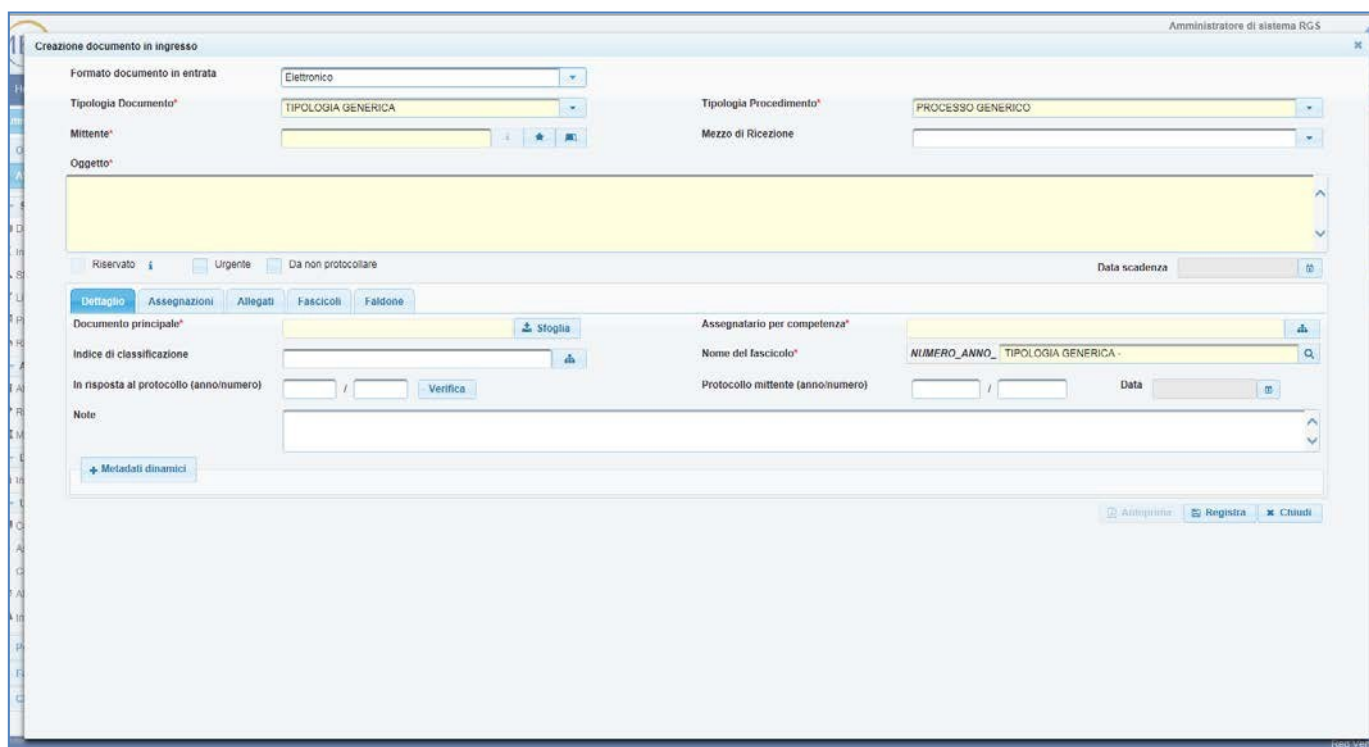 Amministratore di sistema RGS
Creazione documento in ingresso
Formato documento in entrata Elettronico
Tipologia Documento* TIPOLOGIA GENERICA Tipologia Procedimento* PROCESSO GENERICO
Mittente* Mezzo di Ricezione
Oggetto*
Riservato i Urgente Da non protocollare Data scadenza
Dettaglio Assegnazioni Allegati Fascicoli Faldone
Documento principale* Sfoglia Assegnatario per competenza*
Indice di classificazione Nome del fascicolo* NUMERO_ANNO_ TIPOLOGIA GENERICA -
In risposta al protocollo (anno/numero) / Verifica Protocollo mittente (anno/numero) / Data
Note
+ Metadati dinamici
Anteprima Registra Chiudi